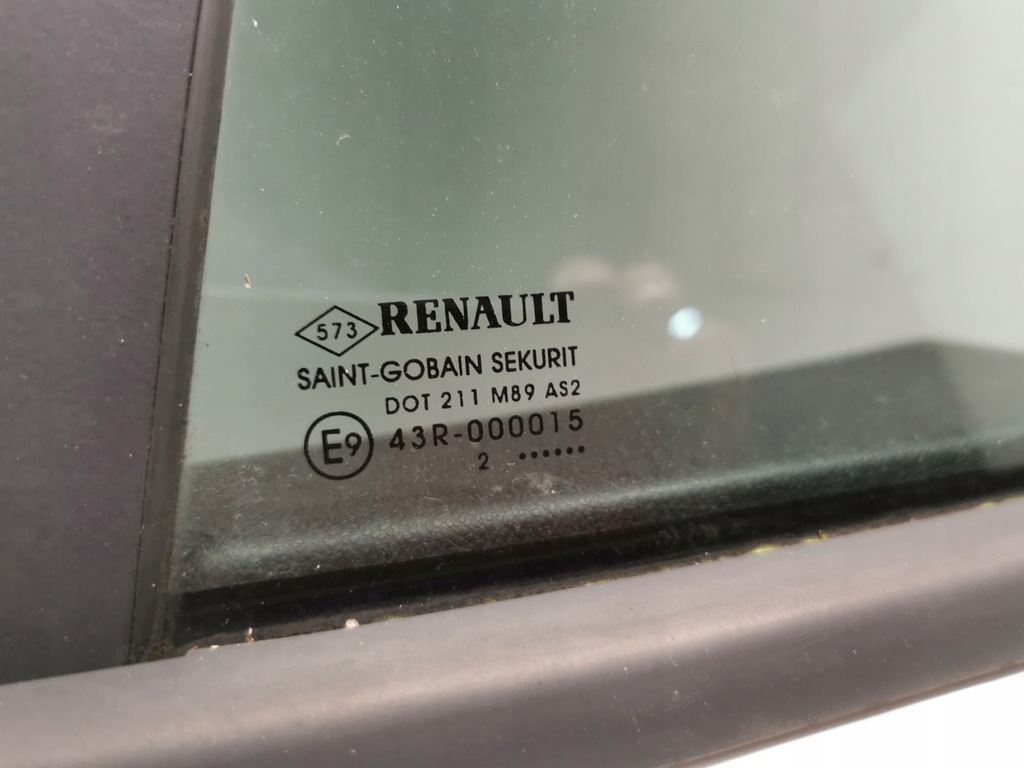 573 RENAULT
SAINT-GOBAIN SEKURIT
DOT 211 M89 AS2
E9 43R-000015
2 ······